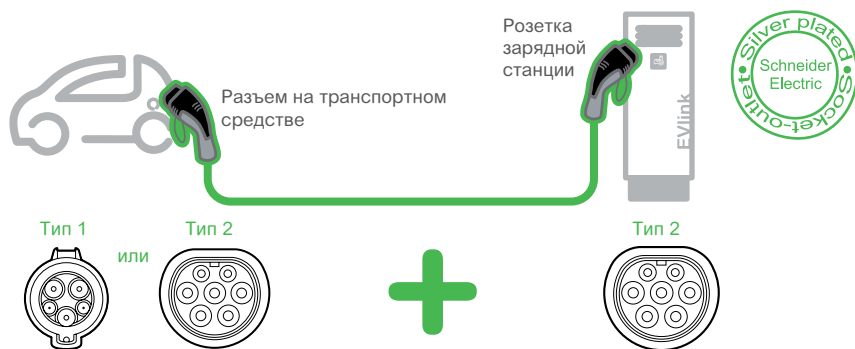 Розетка
зарядной
станции
Разъем на транспортном
средстве
EVlink
Silver plated
Schneider
Electric
Socket-outlet
Тип 1
или
Тип 2
Тип 2